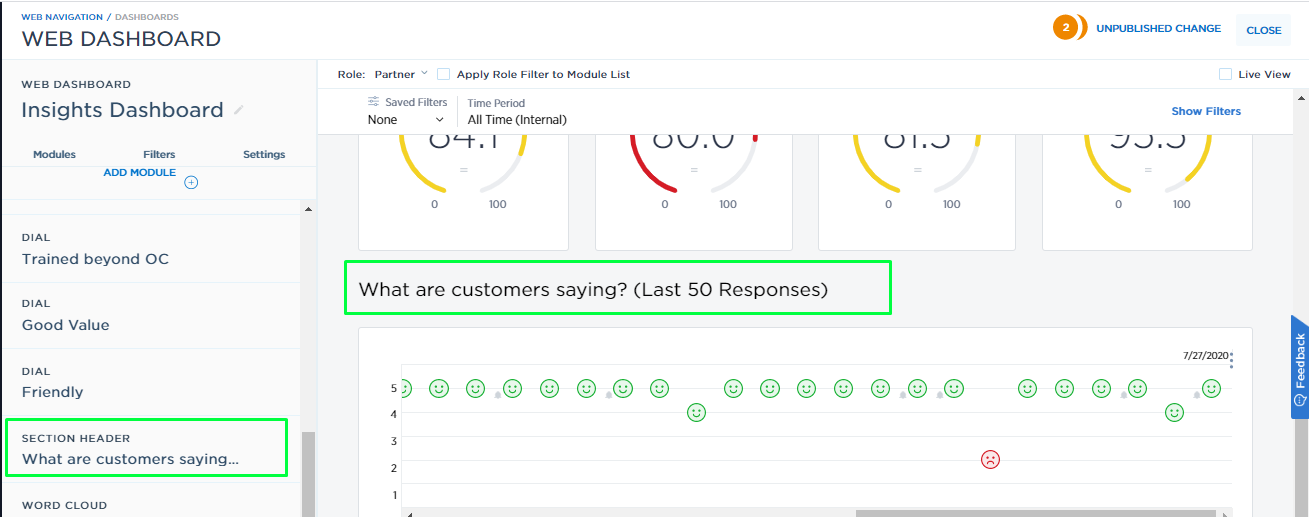 WEB NAVIGATION / DASHBOARDS
WEB DASHBOARD
2 UNPUBLISHED CHANGE CLOSE
WEB DASHBOARD
Insights Dashboard
Modules Filters Settings
ADD MODULE
DIAL
Trained beyond OC
DIAL
Good Value
DIAL
Friendly
SECTION HEADER
What are customers saying...
WORD CLOUD
Role: Partner Apply Role Filter to Module List Live View
Saved Filters
None
Time Period
All Time (Internal)
Show Filters
84.1 80.0 81.5 95.5
= = = =
0 100 0 100 0 100 0 100
What are customers saying? (Last 50 Responses)
7/27/2020
5
4
3
2
1
Feedback